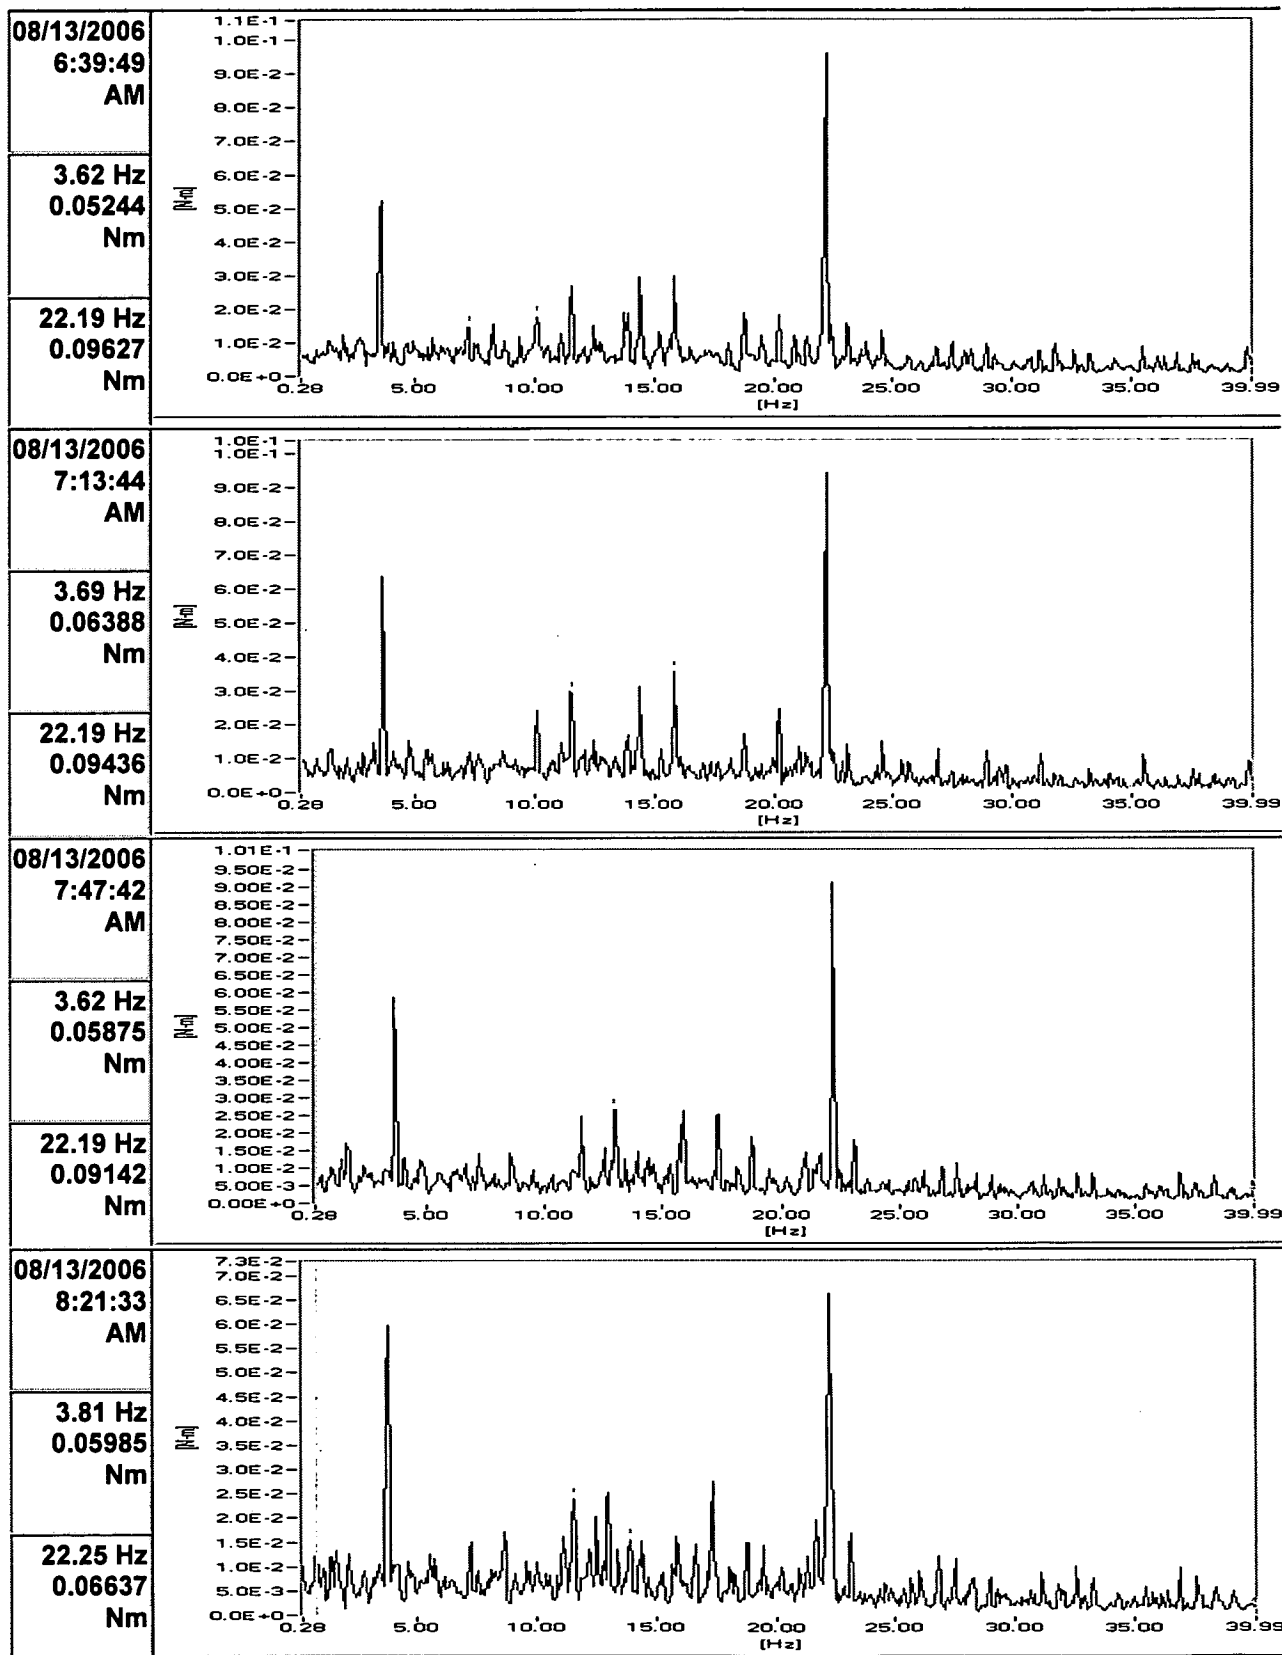 08/13/2006
6:39:49
AM
3.62 Hz
0.05244
Nm
22.19 Hz
0.09627
Nm
1.1E-1
1.0E-1
9.0E-2
8.0E-2
7.0E-2
6.0E-2
5.0E-2
4.0E-2
3.0E-2
2.0E-2
1.0E-2
0.0E+0
[N-m]
0.28 5.00 10.00 15.00 20.00 25.00 30.00 35.00 39.99
[Hz]
08/13/2006
7:13:44
AM
3.69 Hz
0.06388
Nm
22.19 Hz
0.09436
Nm
1.0E-1
1.0E-1
9.0E-2
8.0E-2
7.0E-2
6.0E-2
5.0E-2
4.0E-2
3.0E-2
2.0E-2
1.0E-2
0.0E+0
[N-m]
0.28 5.00 10.00 15.00 20.00 25.00 30.00 35.00 39.99
[Hz]
08/13/2006
7:47:42
AM
3.62 Hz
0.05875
Nm
22.19 Hz
0.09142
Nm
1.01E-1
9.50E-2
9.00E-2
8.50E-2
8.00E-2
7.50E-2
7.00E-2
6.50E-2
6.00E-2
5.50E-2
5.00E-2
4.50E-2
4.00E-2
3.50E-2
3.00E-2
2.50E-2
2.00E-2
1.50E-2
1.00E-2
5.00E-3
0.00E+0
[N-m]
0.28 5.00 10.00 15.00 20.00 25.00 30.00 35.00 39.99
[Hz]
08/13/2006
8:21:33
AM
3.81 Hz
0.05985
Nm
22.25 Hz
0.06637
Nm
7.3E-2
7.0E-2
6.5E-2
6.0E-2
5.5E-2
5.0E-2
4.5E-2
4.0E-2
3.5E-2
3.0E-2
2.5E-2
2.0E-2
1.5E-2
1.0E-2
5.0E-3
0.0E+0
[N-m]
0.28 5.00 10.00 15.00 20.00 25.00 30.00 35.00 39.99
[Hz]